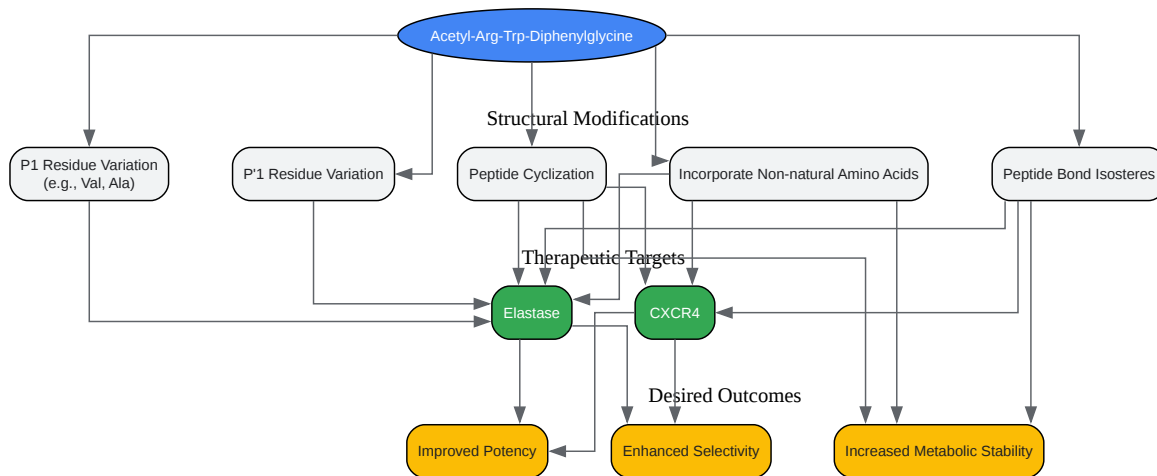 Acetyl-Arg-Trp-Diphenylglycine
Structural Modifications
P1 Residue Variation
(e.g., Val, Ala)
P'1 Residue Variation
Peptide Cyclization
Incorporate Non-natural Amino Acids
Peptide Bond Isosteres
Therapeutic Targets
Elastase
CXCR4
Desired Outcomes
Improved Potency
Enhanced Selectivity
Increased Metabolic Stability